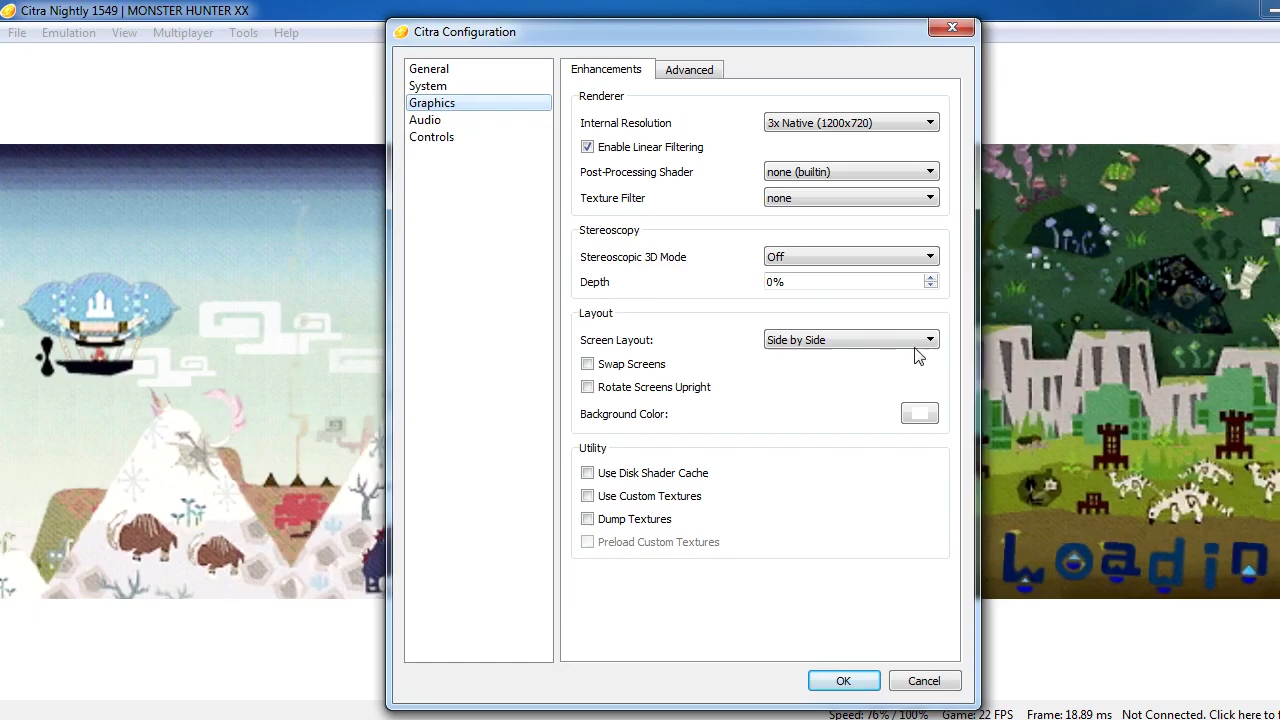 Citra Nightly 1549 | MONSTER HUNTER XX
File Emulation View Multiplayer Tools Help
Citra Configuration
General
System
Graphics
Audio
Controls
Enhancements Advanced
Renderer
Internal Resolution 3x Native (1200x720)
Enable Linear Filtering
Post-Processing Shader none (builtin)
Texture Filter none
Stereoscopy
Stereoscopic 3D Mode Off
Depth 0%
Layout
Screen Layout: Side by Side
Swap Screens
Rotate Screens Upright
Background Color:
Utility
Use Disk Shader Cache
Use Custom Textures
Dump Textures
Preload Custom Textures
Loadin
OK Cancel
Speed: 76% / 100% Game: 22 FPS Frame: 18.89 ms Not Connected. Click here to f